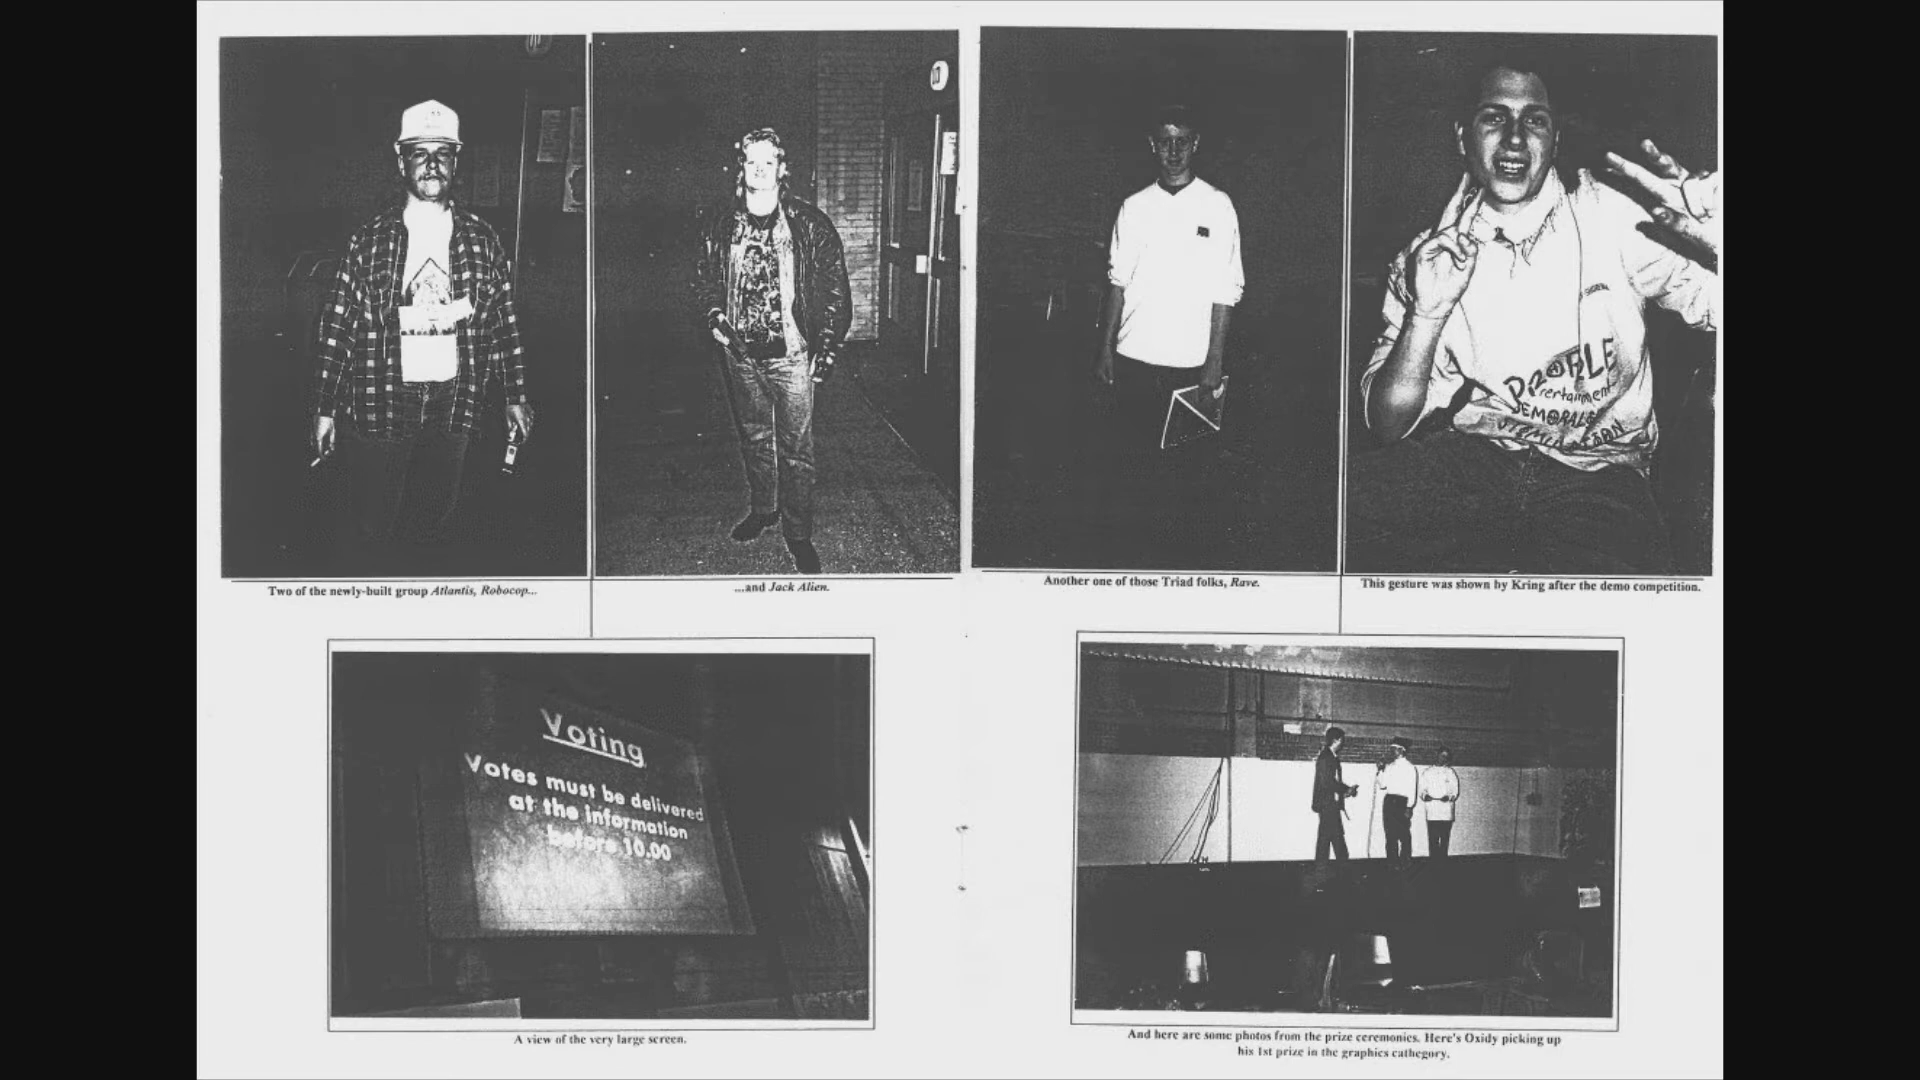 Two of the newly-built group Atlantis, Robocop...
...and Jack Alien.
Another one of those Triad folks, Rave.
This gesture was shown by Kring after the demo competition.
PEOPLE
DEMORALS
Voting
Votes must be delivered
at the information
before 10.00
A view of the very large screen.
And here are some photos from the prize ceremonies. Here's Oxidy picking up
his 1st prize in the graphics cathegory.